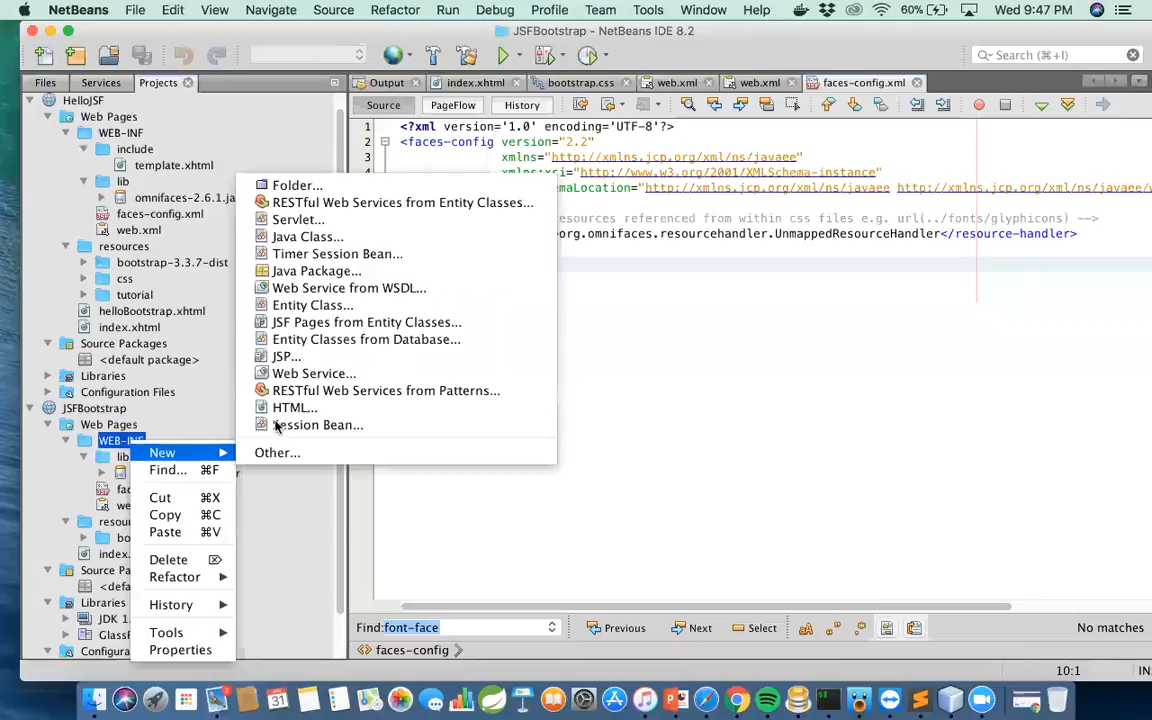 NetBeans File Edit View Navigate Source Refactor Run Debug Profile Team Tools Window Help 60% Wed 9:47 PM
JSFBootstrap - NetBeans IDE 8.2
Search (⌘+I)
Files Services Projects
Output index.xhtml bootstrap.css web.xml web.xml faces-config.xml
Source PageFlow History
HelloJSF
Web Pages
WEB-INF
include
template.xhtml
lib
omnifaces-2.6.1.ja
faces-config.xml
web.xml
resources
bootstrap-3.3.7-dist
css
tutorial
helloBootstrap.xhtml
index.xhtml
Source Packages
<default package>
Libraries
Configuration Files
JSFBootstrap
Web Pages
WEB-IN
lib
fac
we
resour
bo
index.
Source Pa
<defa
Libraries
JDK 1.
GlassF
Configura
1 <?xml version='1.0' encoding='UTF-8'?>
2 <faces-config version="2.2"
3 xmlns="http://xmlns.jcp.org/xml/ns/javaee"
xmlns:xsi="http://www.w3.org/2001/XMLSchema-instance"
emaLocation="http://xmlns.jcp.org/xml/ns/javaee http://xmlns.jcp.org/xml/ns/javaee/w
esources referenced from within css files e.g. url(../fonts/glyphicons) -->
org.omnifaces.resourcehandler.UnmappedResourceHandler</resource-handler>
Folder...
RESTful Web Services from Entity Classes...
Servlet...
Java Class...
Timer Session Bean...
Java Package...
Web Service from WSDL...
Entity Class...
JSF Pages from Entity Classes...
Entity Classes from Database...
JSP...
Web Service...
RESTful Web Services from Patterns...
HTML...
Session Bean...
Other...
New
Find... ⌘F
Cut ⌘X
Copy ⌘C
Paste ⌘V
Delete
Refactor
History
Tools
Properties
Find: font-face Previous Next Select No matches
faces-config
10:1 IN